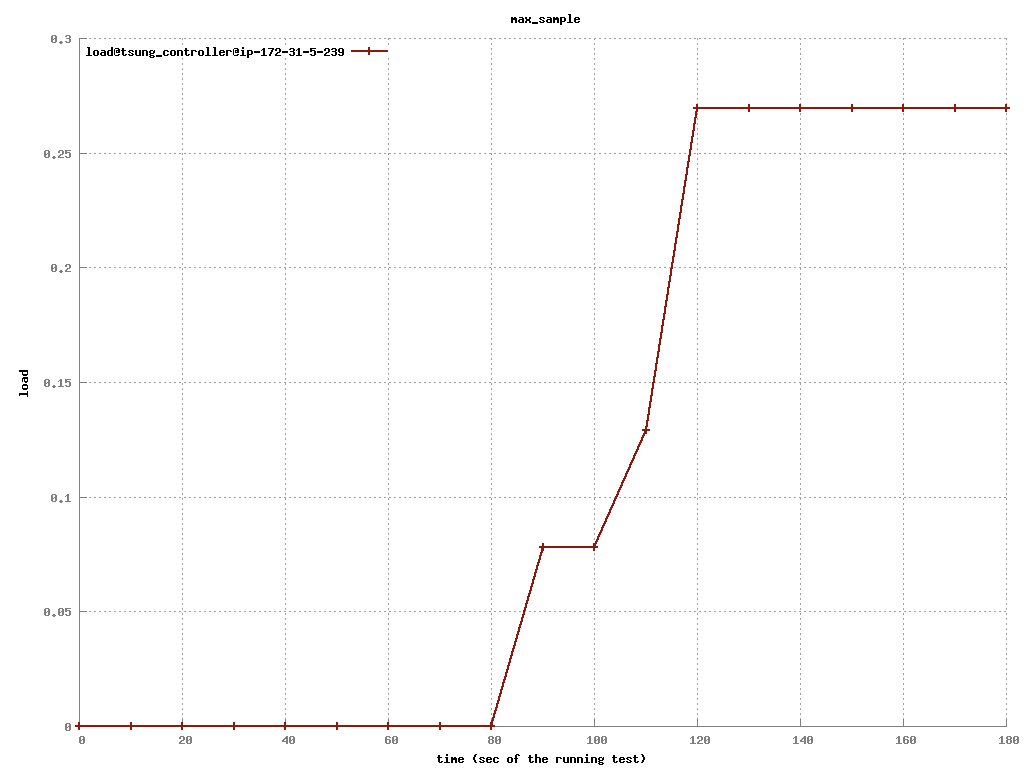 max_sample
load@tsung_controller@ip-172-31-5-239
0.3
0.25
0.2
0.15
0.1
0.05
0
load
0 20 40 60 80 100 120 140 160 180
time (sec of the running test)